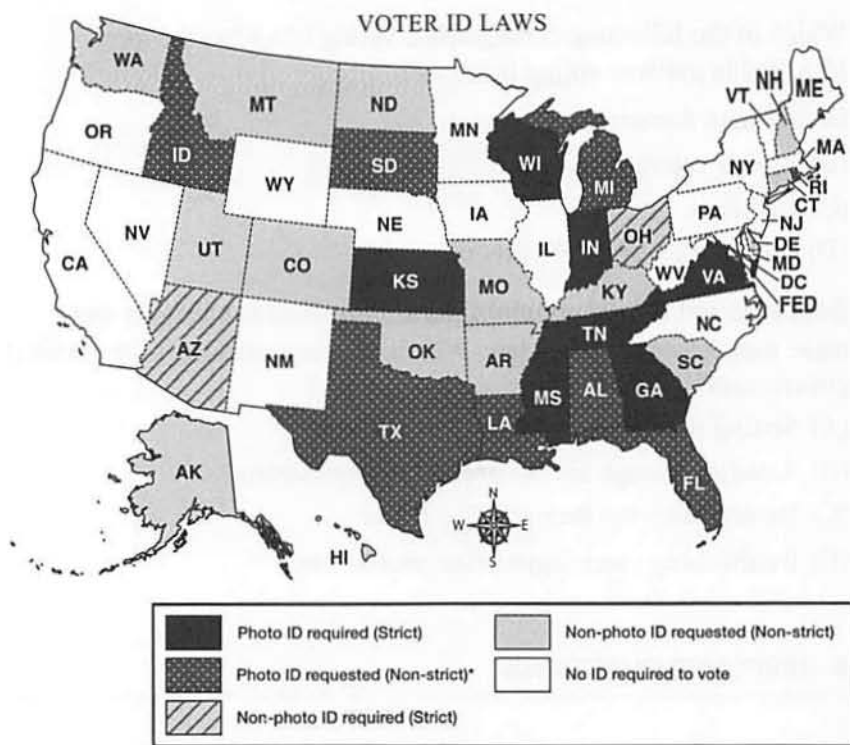 VOTER ID LAWS
WA
MT
ND
MN
VT
NH
ME
OR
ID
SD
WI
MI
NY
MA
RI
CT
WY
NE
IA
PA
NJ
NV
UT
CO
IL
IN
OH
DE
MD
DC
FED
CA
KS
MO
KY
WV
VA
AZ
NM
OK
AR
TN
NC
SC
TX
LA
MS
AL
GA
FL
AK
HI
N
W E
S
Photo ID required (Strict)
Non-photo ID requested (Non-strict)
Photo ID requested (Non-strict)*
No ID required to vote
Non-photo ID required (Strict)